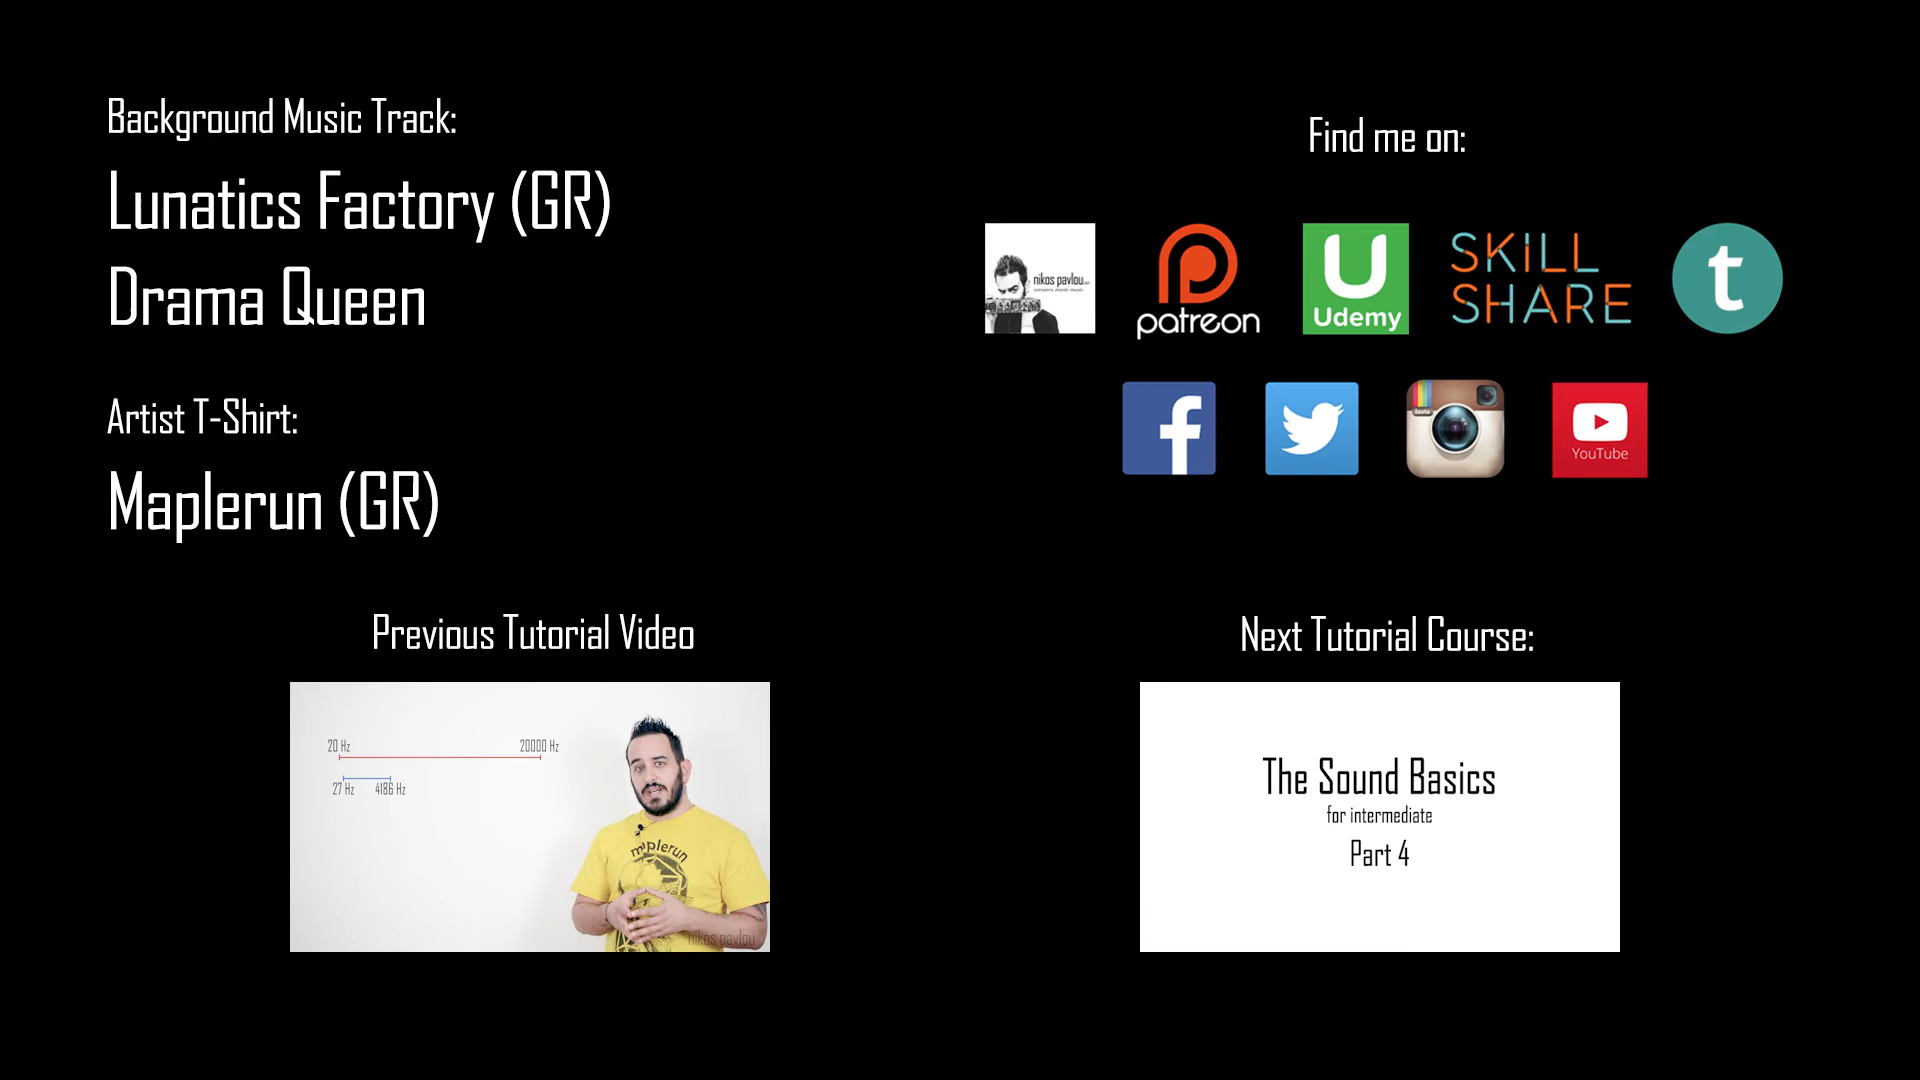 Background Music Track:
Lunatics Factory (GR)
Drama Queen
Artist T-Shirt:
Maplerun (GR)
Find me on:
nikos pavlou
patreon
U
Udemy
SKILL
SHARE
t
f
Insta
YouTube
Previous Tutorial Video
20 Hz
20000 Hz
27 Hz
4186 Hz
maplerun
nikos pavlou
Next Tutorial Course:
The Sound Basics
for intermediate
Part 4